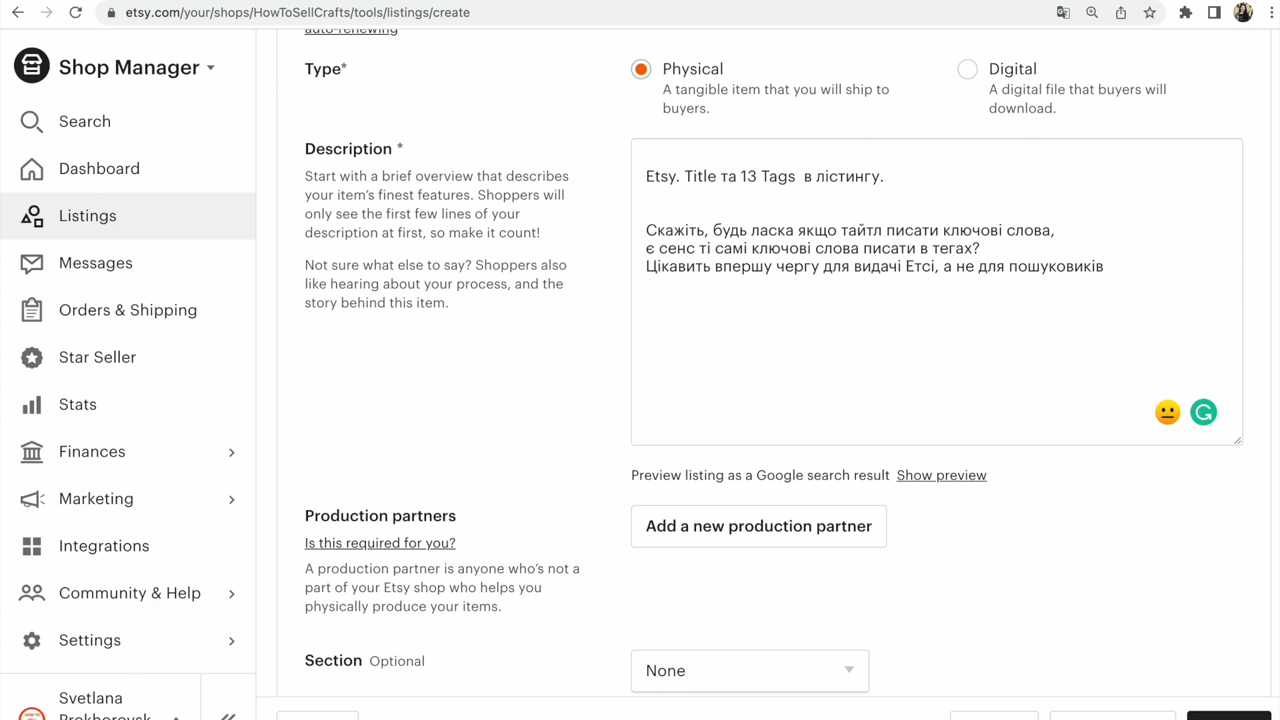 etsy.com/your/shops/HowToSellCrafts/tools/listings/create
Shop Manager
Search
Dashboard
Listings
Messages
Orders & Shipping
Star Seller
Stats
Finances
Marketing
Integrations
Community & Help
Settings
Svetlana
Prokhorovsk
auto-renewing
Type*
Physical
A tangible item that you will ship to
buyers.
Digital
A digital file that buyers will
download.
Description *
Start with a brief overview that describes
your item's finest features. Shoppers will
only see the first few lines of your
description at first, so make it count!
Not sure what else to say? Shoppers also
like hearing about your process, and the
story behind this item.
Etsy. Title та 13 Tags в лістингу.
Скажіть, будь ласка якщо тайтл писати ключові слова,
є сенс ті самі ключові слова писати в тегах?
Цікавить впершу чергу для видачі Етсі, а не для пошуковиків
Preview listing as a Google search result Show preview
Production partners
Is this required for you?
A production partner is anyone who's not a
part of your Etsy shop who helps you
physically produce your items.
Add a new production partner
Section Optional
None